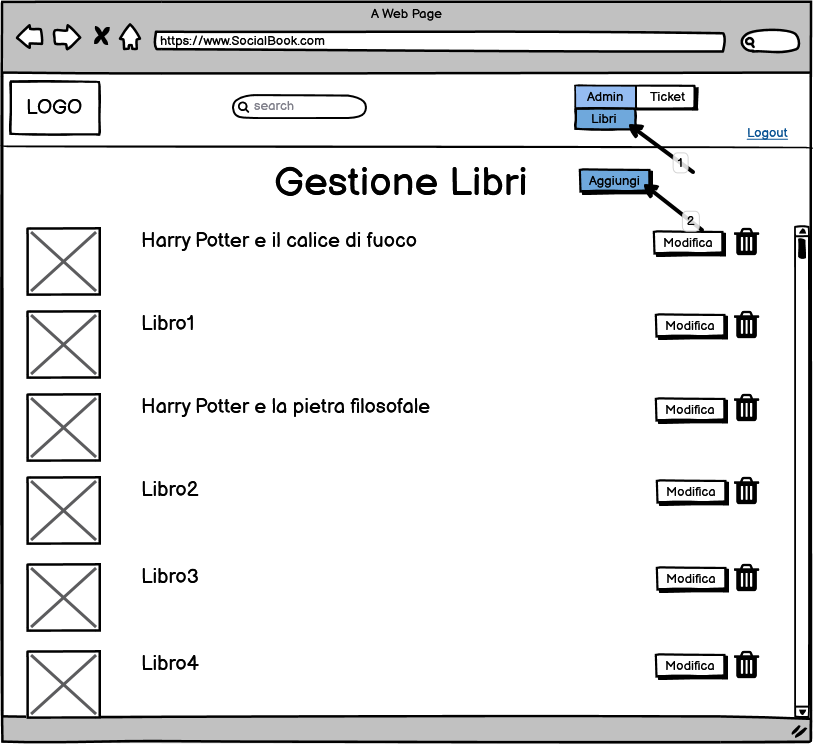 A Web Page
https://www.SocialBook.com
LOGO
search
Admin Ticket
Libri
1
Logout
Gestione Libri
Aggiungi
2
Harry Potter e il calice di fuoco
Modifica
Libro1
Modifica
Harry Potter e la pietra filosofale
Modifica
Libro2
Modifica
Libro3
Modifica
Libro4
Modifica